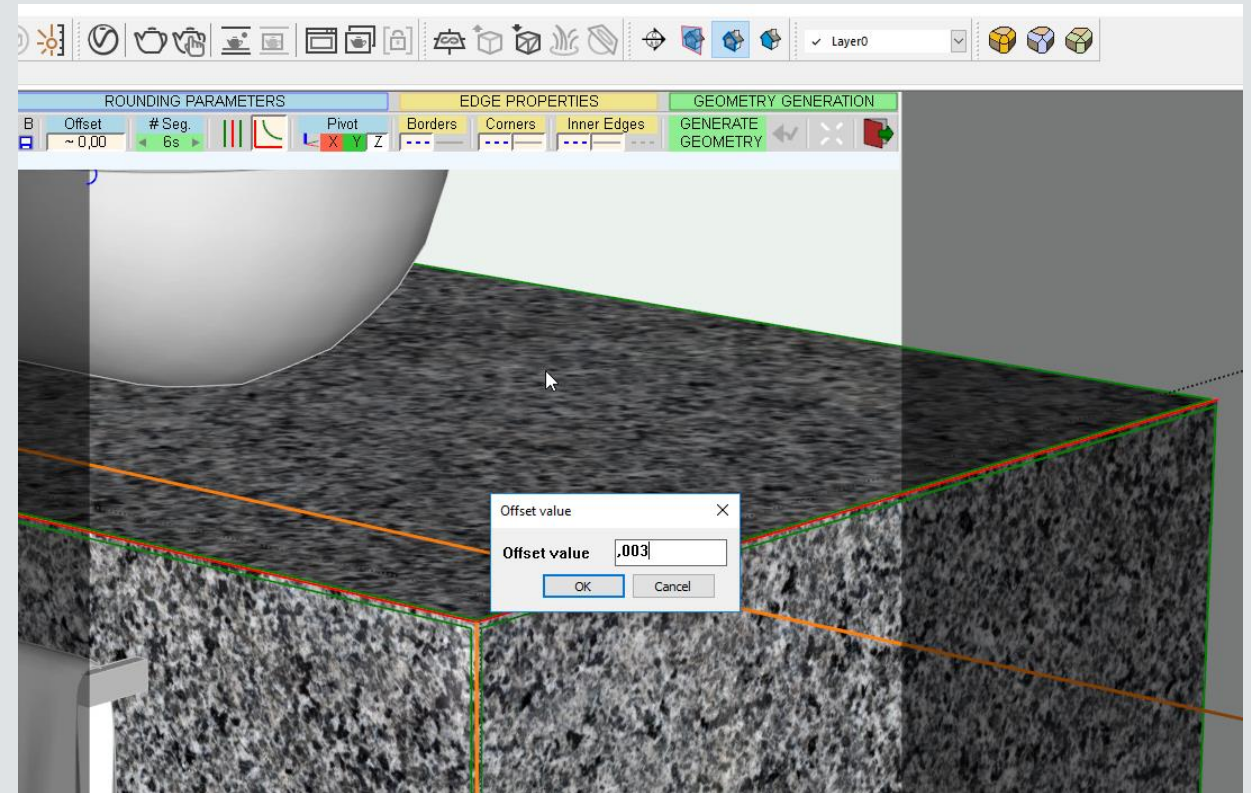 Layer0
ROUNDING PARAMETERS EDGE PROPERTIES GEOMETRY GENERATION
B Offset # Seg. Pivot Borders Corners Inner Edges GENERATE
~ 0,00 6s X Y Z GEOMETRY
Offset value
Offset value ,003
OK Cancel